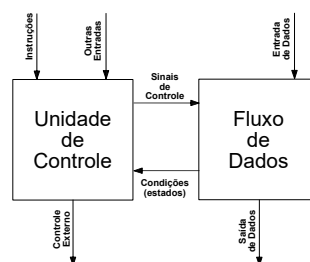 Instruções
Outras
Entradas
Entrada
de Dados
Sinais
de
Controle
Unidade
de
Controle
Fluxo
de
Dados
Condições
(estados)
Controle
Externo
Saida
de Dados